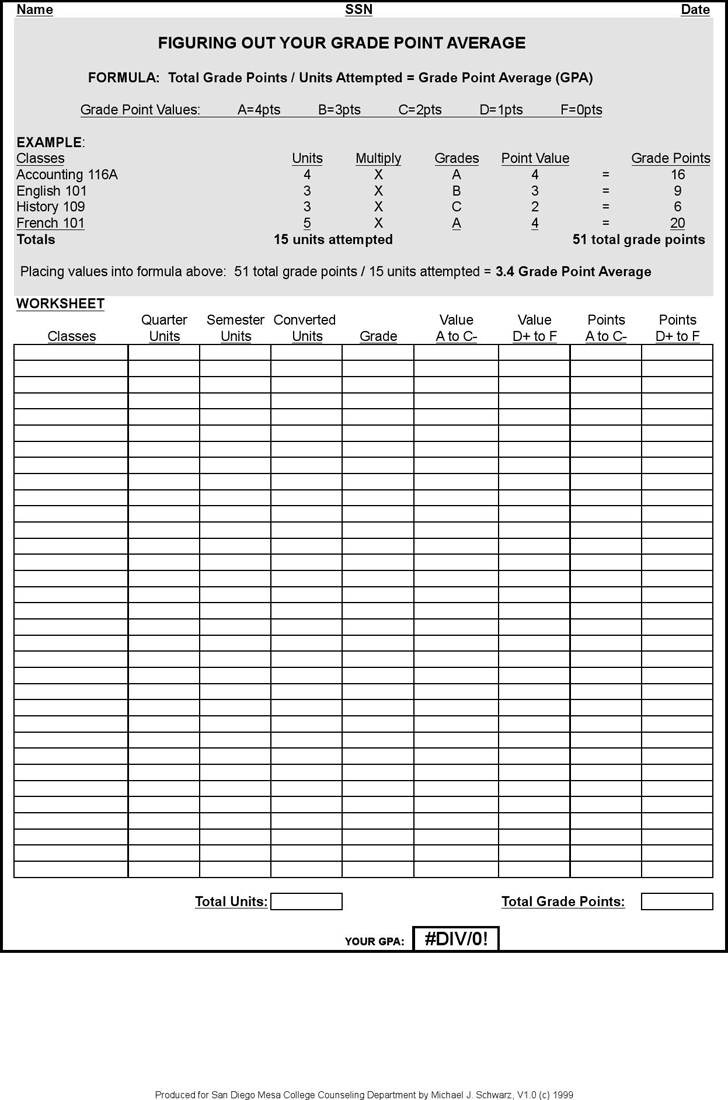 Name SSN Date
FIGURING OUT YOUR GRADE POINT AVERAGE
FORMULA: Total Grade Points / Units Attempted = Grade Point Average (GPA)
Grade Point Values: A=4pts B=3pts C=2pts D=1pts F=0pts
EXAMPLE:
Classes Units Multiply Grades Point Value Grade Points
Accounting 116A 4 X A 4 = 16
English 101 3 X B 3 = 9
History 109 3 X C 2 = 6
French 101 5 X A 4 = 20
Totals 15 units attempted 51 total grade points
Placing values into formula above: 51 total grade points / 15 units attempted = 3.4 Grade Point Average
WORKSHEET
Quarter Semester Converted Value Value Points Points
Classes Units Units Units Grade A to C- D+ to F A to C- D+ to F
Total Units: Total Grade Points:
YOUR GPA: #DIV/0!
Produced for San Diego Mesa College Counseling Department by Michael J. Schwarz, V1.0 (c) 1999